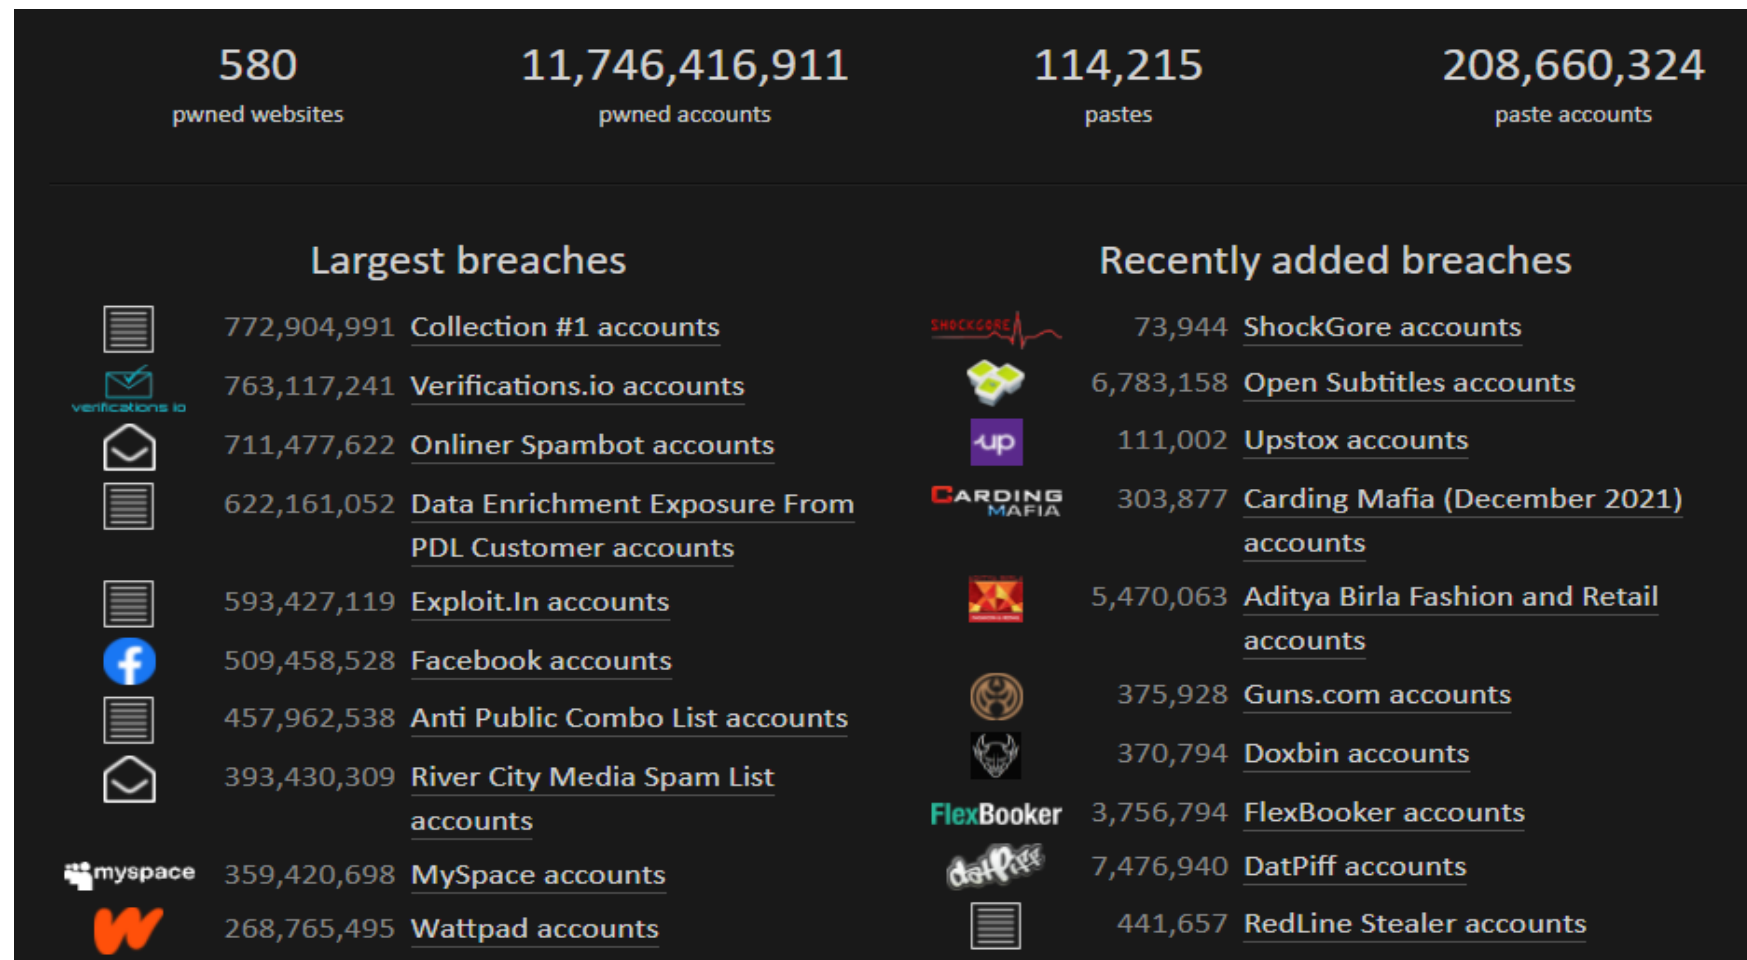 580
pwned websites
11,746,416,911
pwned accounts
114,215
pastes
208,660,324
paste accounts
Largest breaches
772,904,991 Collection #1 accounts
verifications io
763,117,241 Verifications.io accounts
711,477,622 Onliner Spambot accounts
622,161,052 Data Enrichment Exposure From
PDL Customer accounts
593,427,119 Exploit.In accounts
509,458,528 Facebook accounts
457,962,538 Anti Public Combo List accounts
393,430,309 River City Media Spam List
accounts
myspace 359,420,698 MySpace accounts
268,765,495 Wattpad accounts
Recently added breaches
SHOCKGORE 73,944 ShockGore accounts
6,783,158 Open Subtitles accounts
up 111,002 Upstox accounts
CARDING
MAFIA
303,877 Carding Mafia (December 2021)
accounts
5,470,063 Aditya Birla Fashion and Retail
accounts
375,928 Guns.com accounts
370,794 Doxbin accounts
FlexBooker 3,756,794 FlexBooker accounts
datPiff 7,476,940 DatPiff accounts
441,657 RedLine Stealer accounts